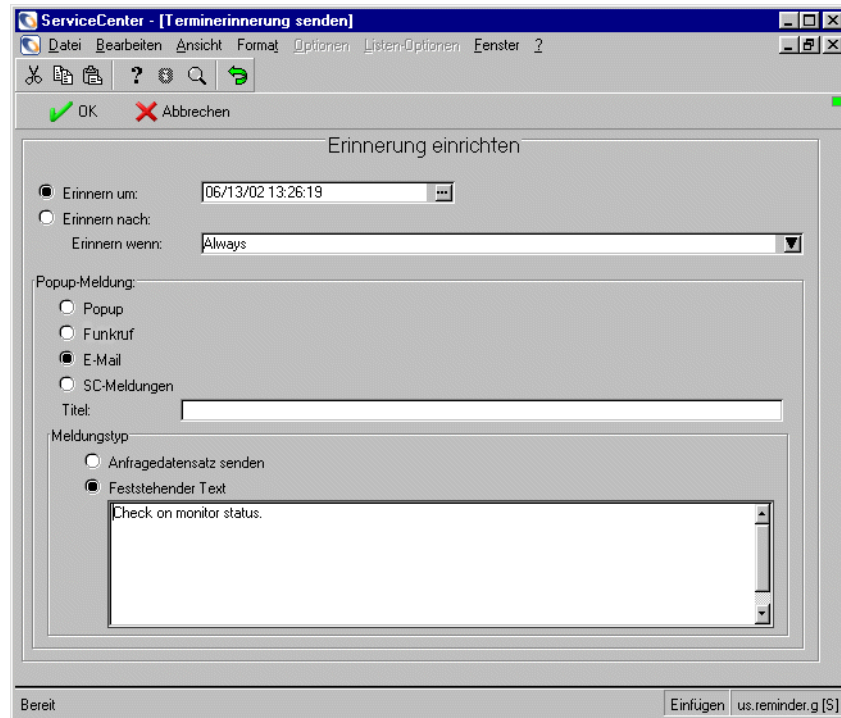 ServiceCenter - [Terminerinnerung senden]
Datei Bearbeiten Ansicht Format Optionen Listen-Optionen Fenster ?
OK Abbrechen
Erinnerung einrichten
Erinnern um: 06/13/02 13:26:19
Erinnern nach:
Erinnern wenn: Always
Popup-Meldung:
Popup
Funkruf
E-Mail
SC-Meldungen
Titel:
Meldungstyp
Anfragedatensatz senden
Feststehender Text
Check on monitor status.
Bereit Einfügen us.reminder.g [S]